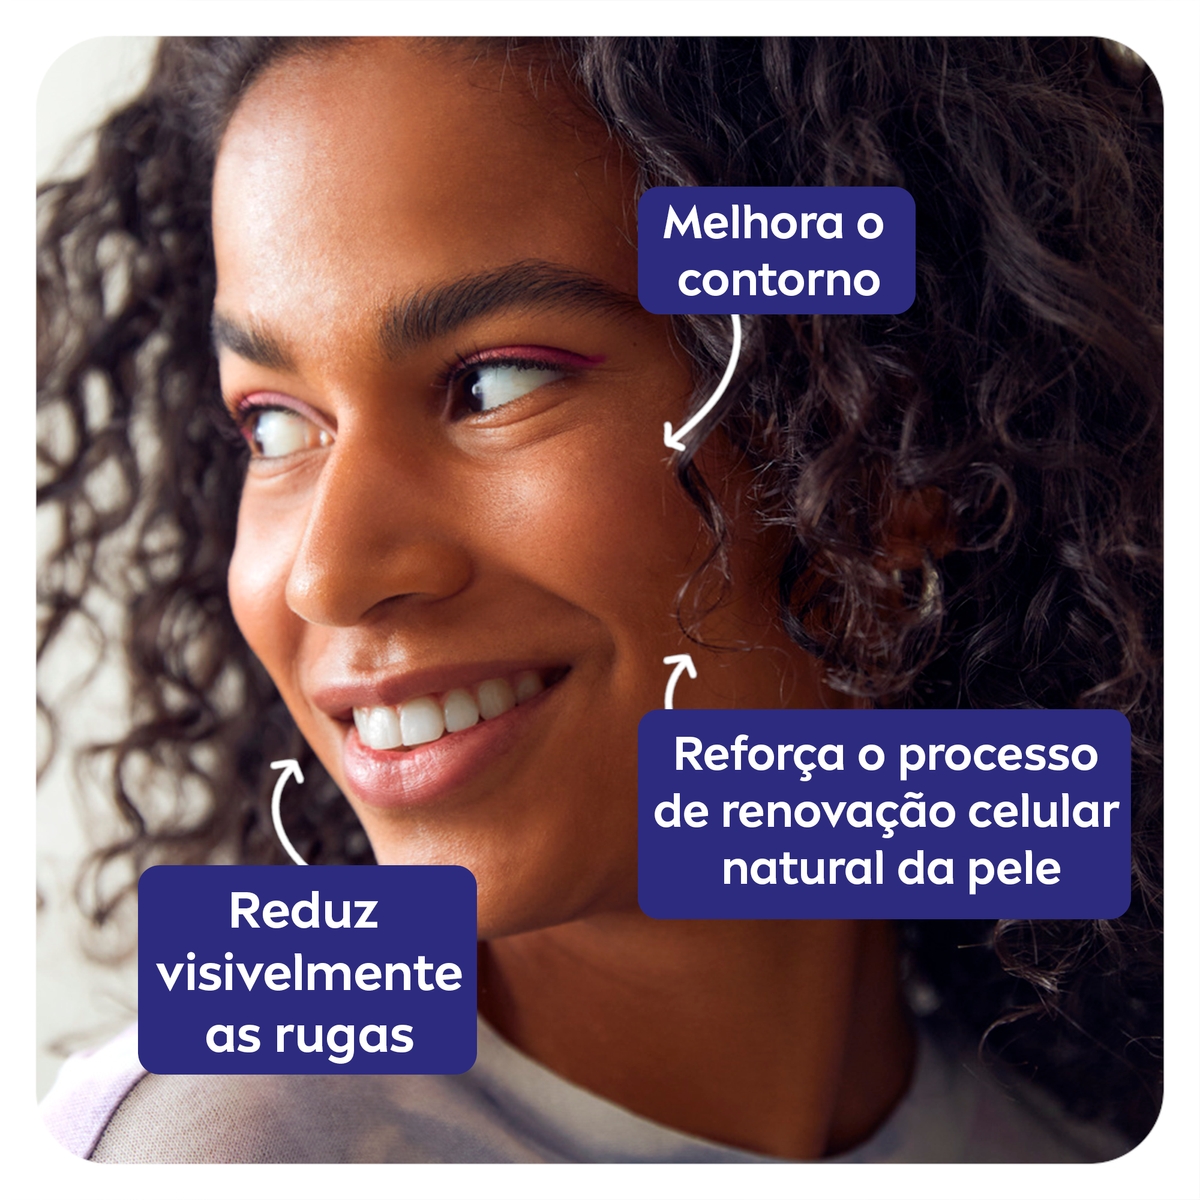 Melhora o
contorno
Reforça o processo
de renovação celular
natural da pele
Reduz
visivelmente
as rugas